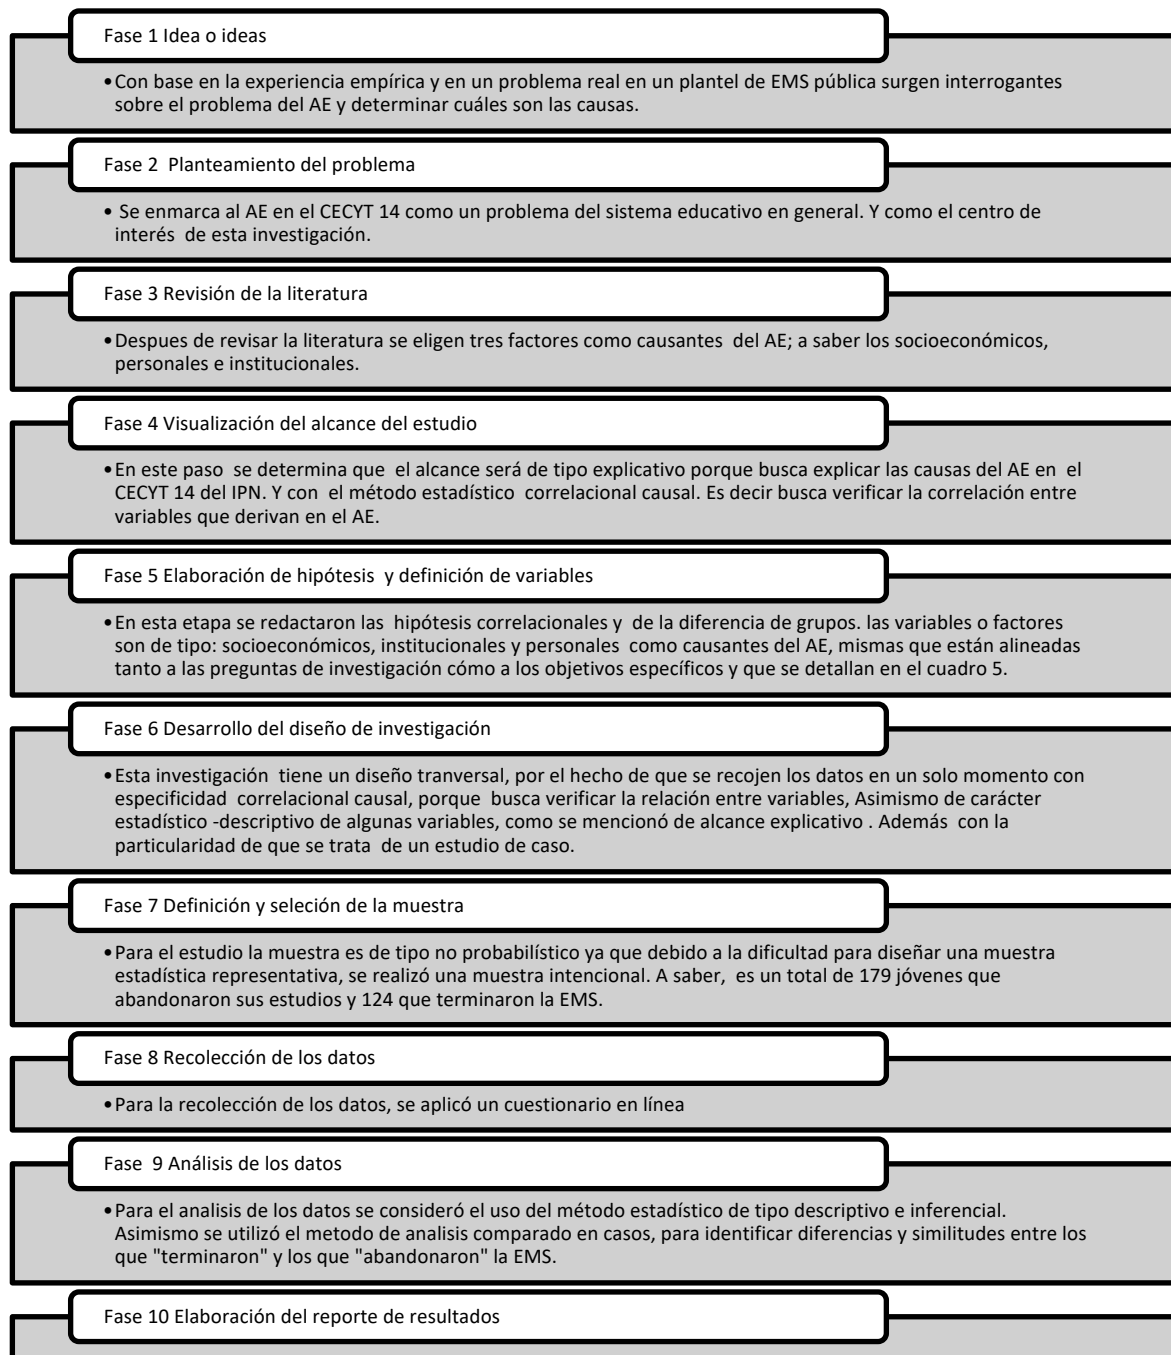 Fase 1 Idea o ideas
•Con base en la experiencia empírica y en un problema real en un plantel de EMS pública surgen interrogantes
sobre el problema del AE y determinar cuáles son las causas.
Fase 2 Planteamiento del problema
• Se enmarca al AE en el CECYT 14 como un problema del sistema educativo en general. Y como el centro de
interés de esta investigación.
Fase 3 Revisión de la literatura
•Despues de revisar la literatura se eligen tres factores como causantes del AE; a saber los socioeconómicos,
personales e institucionales.
Fase 4 Visualización del alcance del estudio
•En este paso se determina que el alcance será de tipo explicativo porque busca explicar las causas del AE en el
CECYT 14 del IPN. Y con el método estadístico correlacional causal. Es decir busca verificar la correlación entre
variables que derivan en el AE.
Fase 5 Elaboración de hipótesis y definición de variables
•En esta etapa se redactaron las hipótesis correlacionales y de la diferencia de grupos. las variables o factores
son de tipo: socioeconómicos, institucionales y personales como causantes del AE, mismas que están alineadas
tanto a las preguntas de investigación cómo a los objetivos específicos y que se detallan en el cuadro 5.
Fase 6 Desarrollo del diseño de investigación
•Esta investigación tiene un diseño tranversal, por el hecho de que se recojen los datos en un solo momento con
especificidad correlacional causal, porque busca verificar la relación entre variables, Asimismo de carácter
estadístico -descriptivo de algunas variables, como se mencionó de alcance explicativo . Además con la
particularidad de que se trata de un estudio de caso.
Fase 7 Definición y seleción de la muestra
•Para el estudio la muestra es de tipo no probabilístico ya que debido a la dificultad para diseñar una muestra
estadística representativa, se realizó una muestra intencional. A saber, es un total de 179 jóvenes que
abandonaron sus estudios y 124 que terminaron la EMS.
Fase 8 Recolección de los datos
•Para la recolección de los datos, se aplicó un cuestionario en línea
Fase 9 Análisis de los datos
•Para el analisis de los datos se consideró el uso del método estadístico de tipo descriptivo e inferencial.
Asimismo se utilizó el metodo de analisis comparado en casos, para identificar diferencias y similitudes entre los
que "terminaron" y los que "abandonaron" la EMS.
Fase 10 Elaboración del reporte de resultados